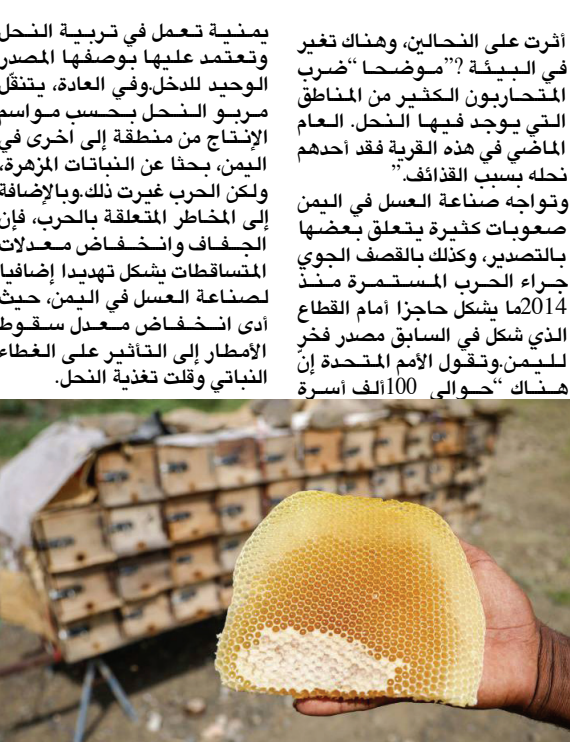 أثرت على النحالين، وهناك تغير
في البيئة ?”موضحا “ضرب
المتحاربون الكثير من المناطق
التي يوجد فيها النحل. العام
الماضي في هذه القرية فقد أحدهم
نحله بسبب القذائف.”
وتواجه صناعة العسل في اليمن
صعوبات كثيرة يتعلق بعضها
بالتصدير، وكذلك بالقصف الجوي
جراء الحرب المستمرة منذ
2014ما يشكل حاجزا أمام القطاع
الذي شكل في السابق مصدر فخرٍ
لليمن.وتقول الأمم المتحدة إنّ
هناك “حوالي 100ألف أسرة
يمنية تعمل في تربية النحل
وتعتمد عليها بوصفها المصدر
الوحيد للدخل.وفي العادة، يتنقّل
مربو النحل بحسب مواسم
الإنتاج من منطقة إلى أخرى في
اليمن، بحثا عن النباتات المزهرة،
ولكن الحرب غيرت ذلك.وبالإضافة
إلى المخاطر المتعلقة بالحرب، فإن
الجفاف وانخفاض معدلات
المتساقطات يشكل تهديدا إضافيا
لصناعة العسل في اليمن، حيث
أدى انخفاض معدل سقوط
الأمطار إلى التأثير على الغطاء
النباتي وقلت تغذية النحل.